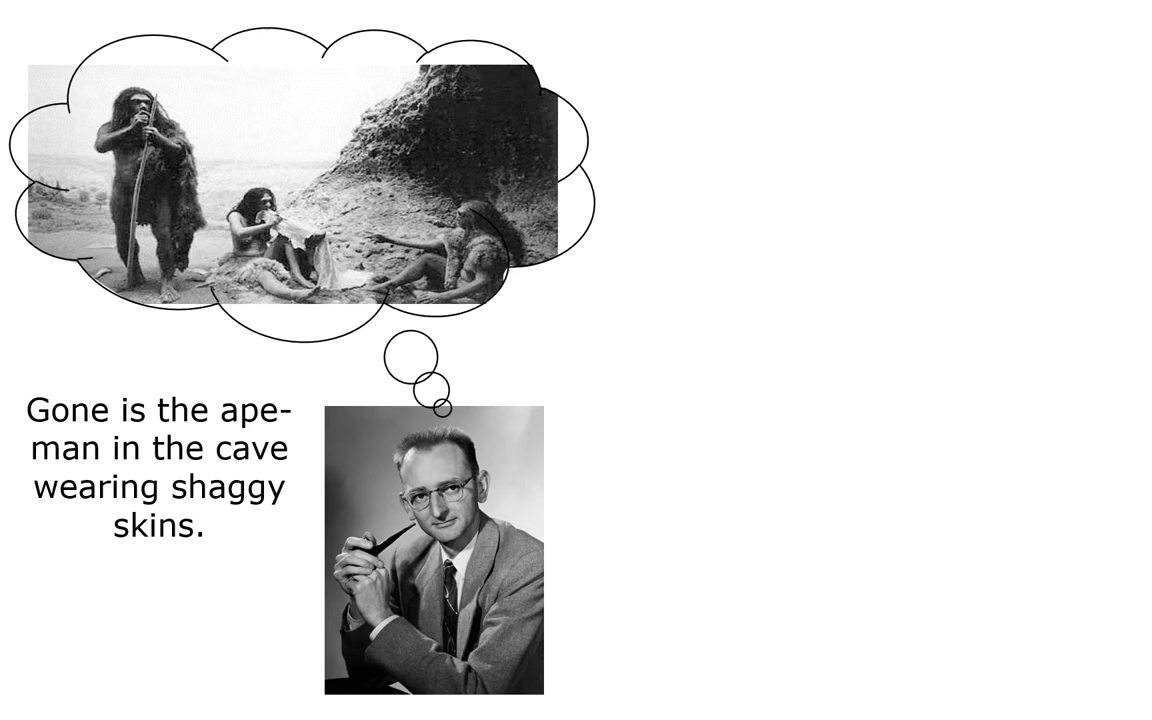 Gone is the ape-
man in the cave
wearing shaggy
skins.